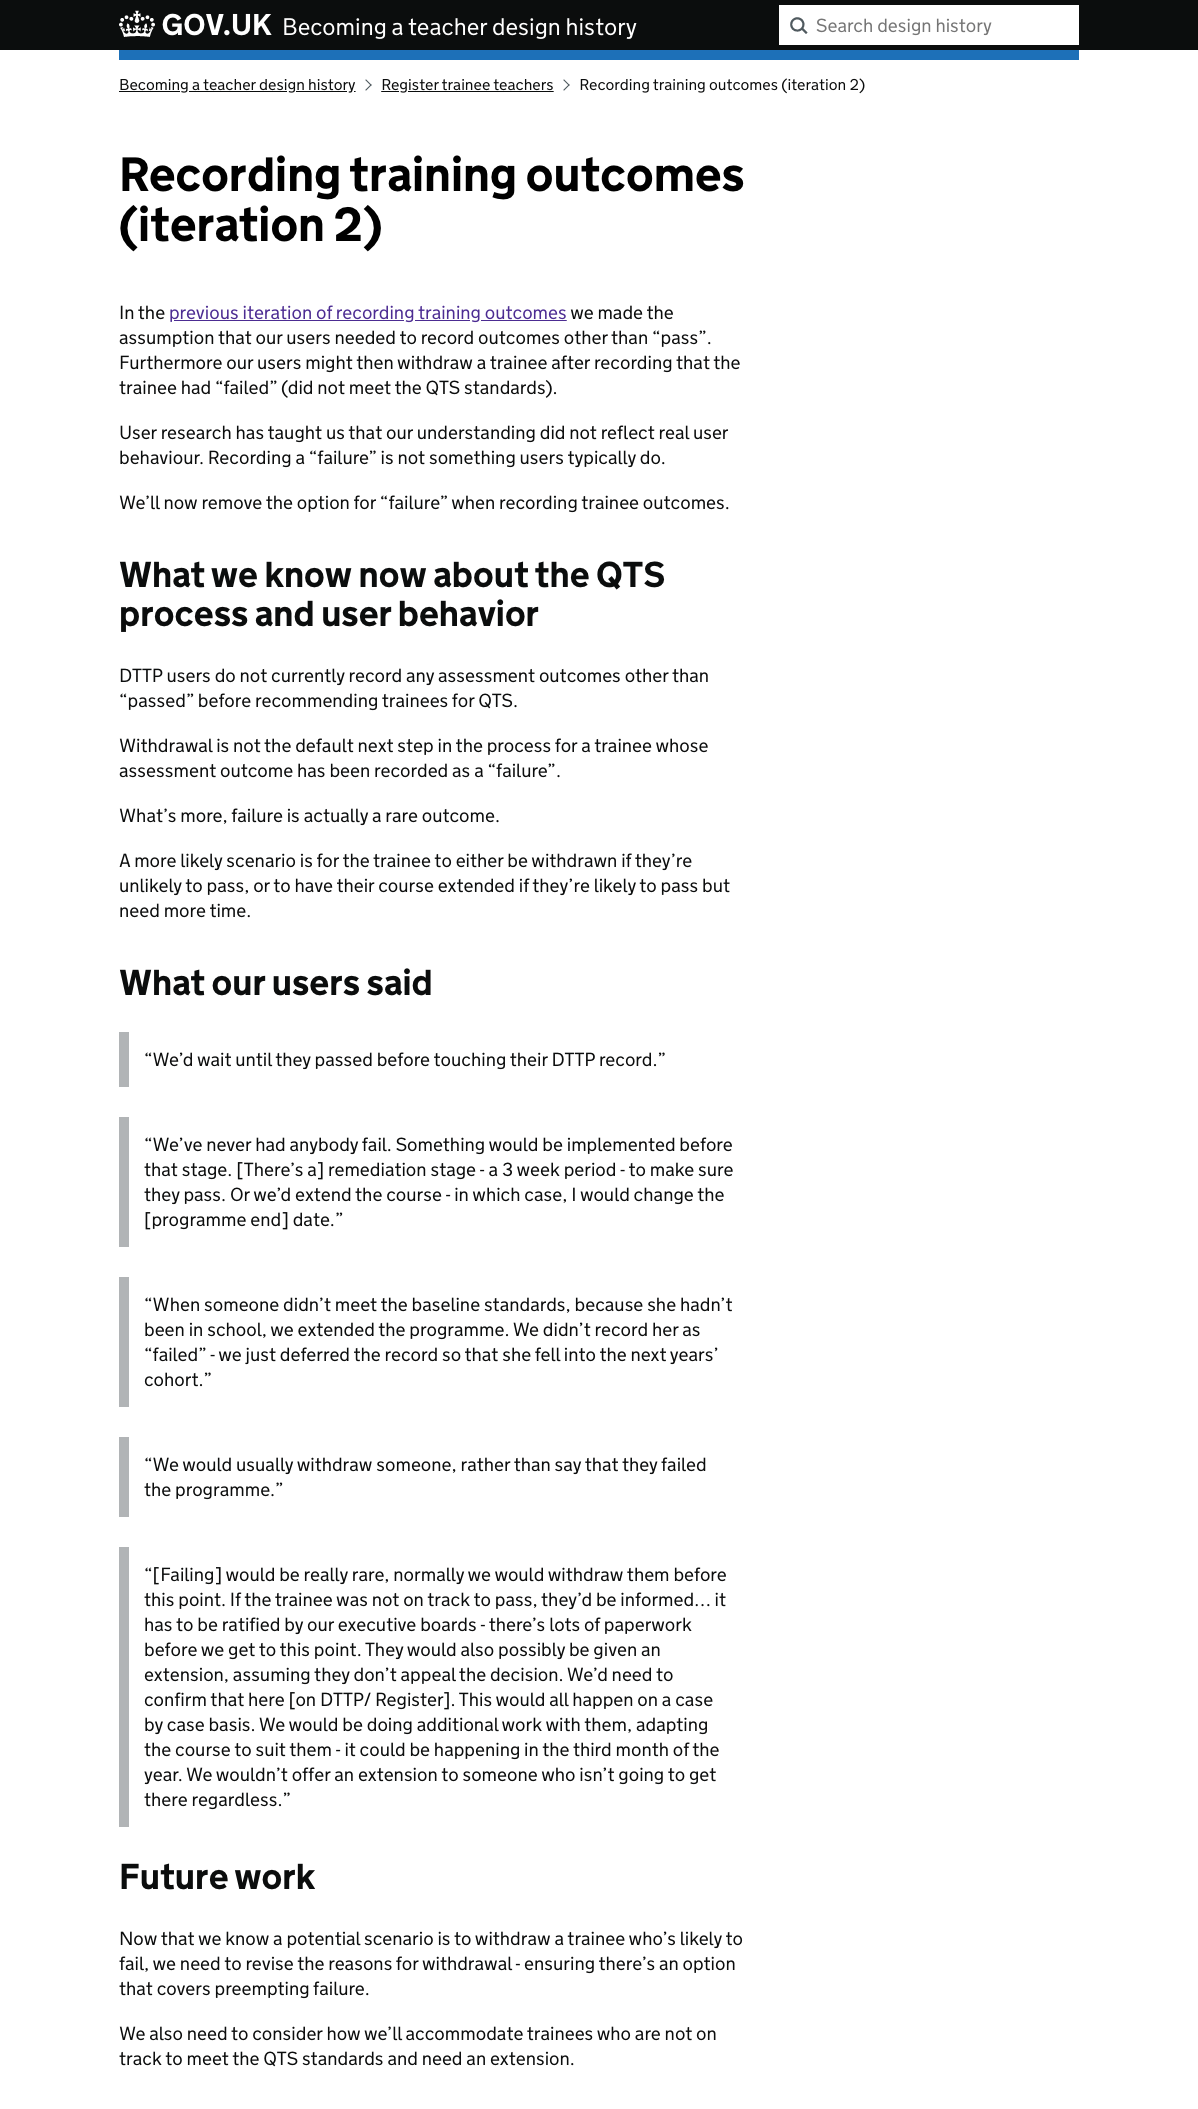 GOV.UK Becoming a teacher design history
Search design history
Becoming a teacher design history
Register trainee teachers
Recording training outcomes (iteration 2)
Recording training outcomes
(iteration 2)
In the previous iteration of recording training outcomes we made the
assumption that our users needed to record outcomes other than “pass”.
Furthermore our users might then withdraw a trainee after recording that the
trainee had “failed” (did not meet the QTS standards).
User research has taught us that our understanding did not reflect real user
behaviour. Recording a “failure” is not something users typically do.
We’ll now remove the option for “failure” when recording trainee outcomes.
What we know now about the QTS
process and user behavior
DTTP users do not currently record any assessment outcomes other than
“passed” before recommending trainees for QTS.
Withdrawal is not the default next step in the process for a trainee whose
assessment outcome has been recorded as a “failure”.
What’s more, failure is actually a rare outcome.
A more likely scenario is for the trainee to either be withdrawn if they’re
unlikely to pass, or to have their course extended if they’re likely to pass but
need more time.
What our users said
“We’d wait until they passed before touching their DTTP record.”
“We’ve never had anybody fail. Something would be implemented before
that stage. [There’s a] remediation stage - a 3 week period - to make sure
they pass. Or we’d extend the course - in which case, I would change the
[programme end] date.”
“When someone didn’t meet the baseline standards, because she hadn’t
been in school, we extended the programme. We didn’t record her as
“failed” - we just deferred the record so that she fell into the next years’
cohort.”
“We would usually withdraw someone, rather than say that they failed
the programme.”
“[Failing] would be really rare, normally we would withdraw them before
this point. If the trainee was not on track to pass, they’d be informed… it
has to be ratified by our executive boards - there’s lots of paperwork
before we get to this point. They would also possibly be given an
extension, assuming they don’t appeal the decision. We’d need to
confirm that here [on DTTP/ Register]. This would all happen on a case
by case basis. We would be doing additional work with them, adapting
the course to suit them - it could be happening in the third month of the
year. We wouldn’t offer an extension to someone who isn’t going to get
there regardless.”
Future work
Now that we know a potential scenario is to withdraw a trainee who’s likely to
fail, we need to revise the reasons for withdrawal - ensuring there’s an option
that covers preempting failure.
We also need to consider how we’ll accommodate trainees who are not on
track to meet the QTS standards and need an extension.